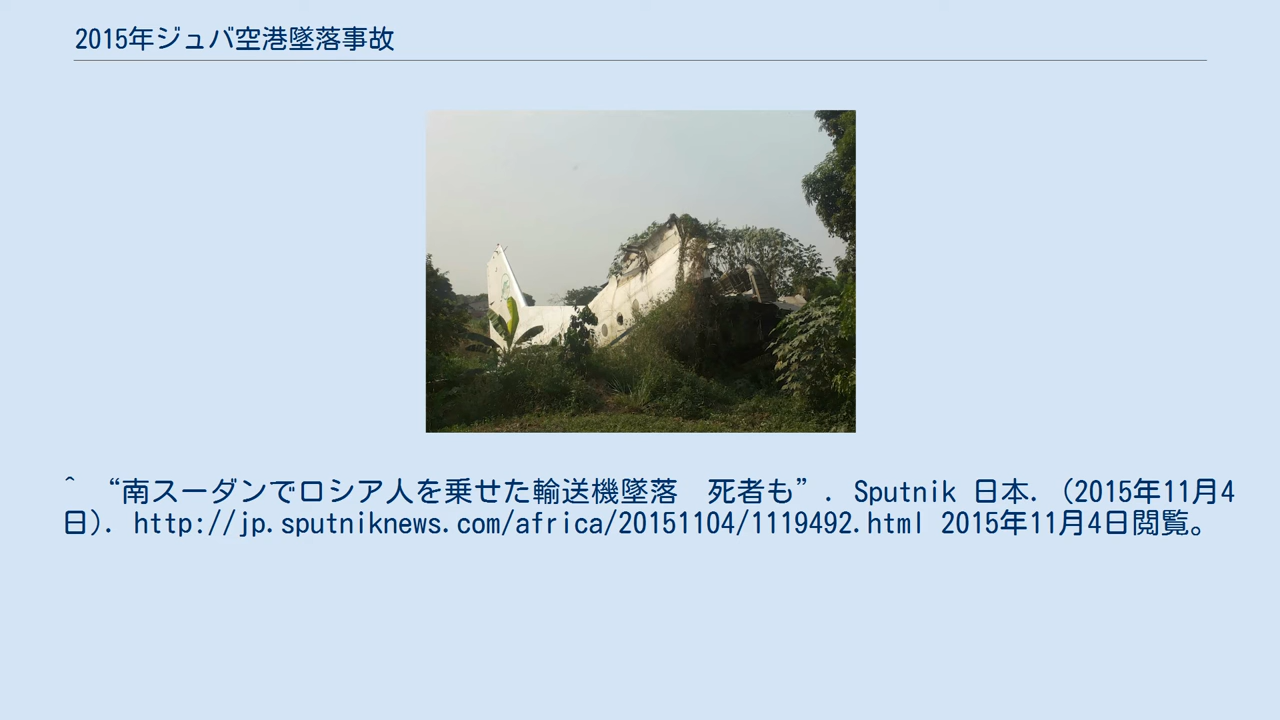 2015年ジュバ空港墜落事故
^ “南スーダンでロシア人を乗せた輸送機墜落　死者も”. Sputnik 日本. (2015年11月4
日). http://jp.sputniknews.com/africa/20151104/1119492.html 2015年11月4日閲覧。